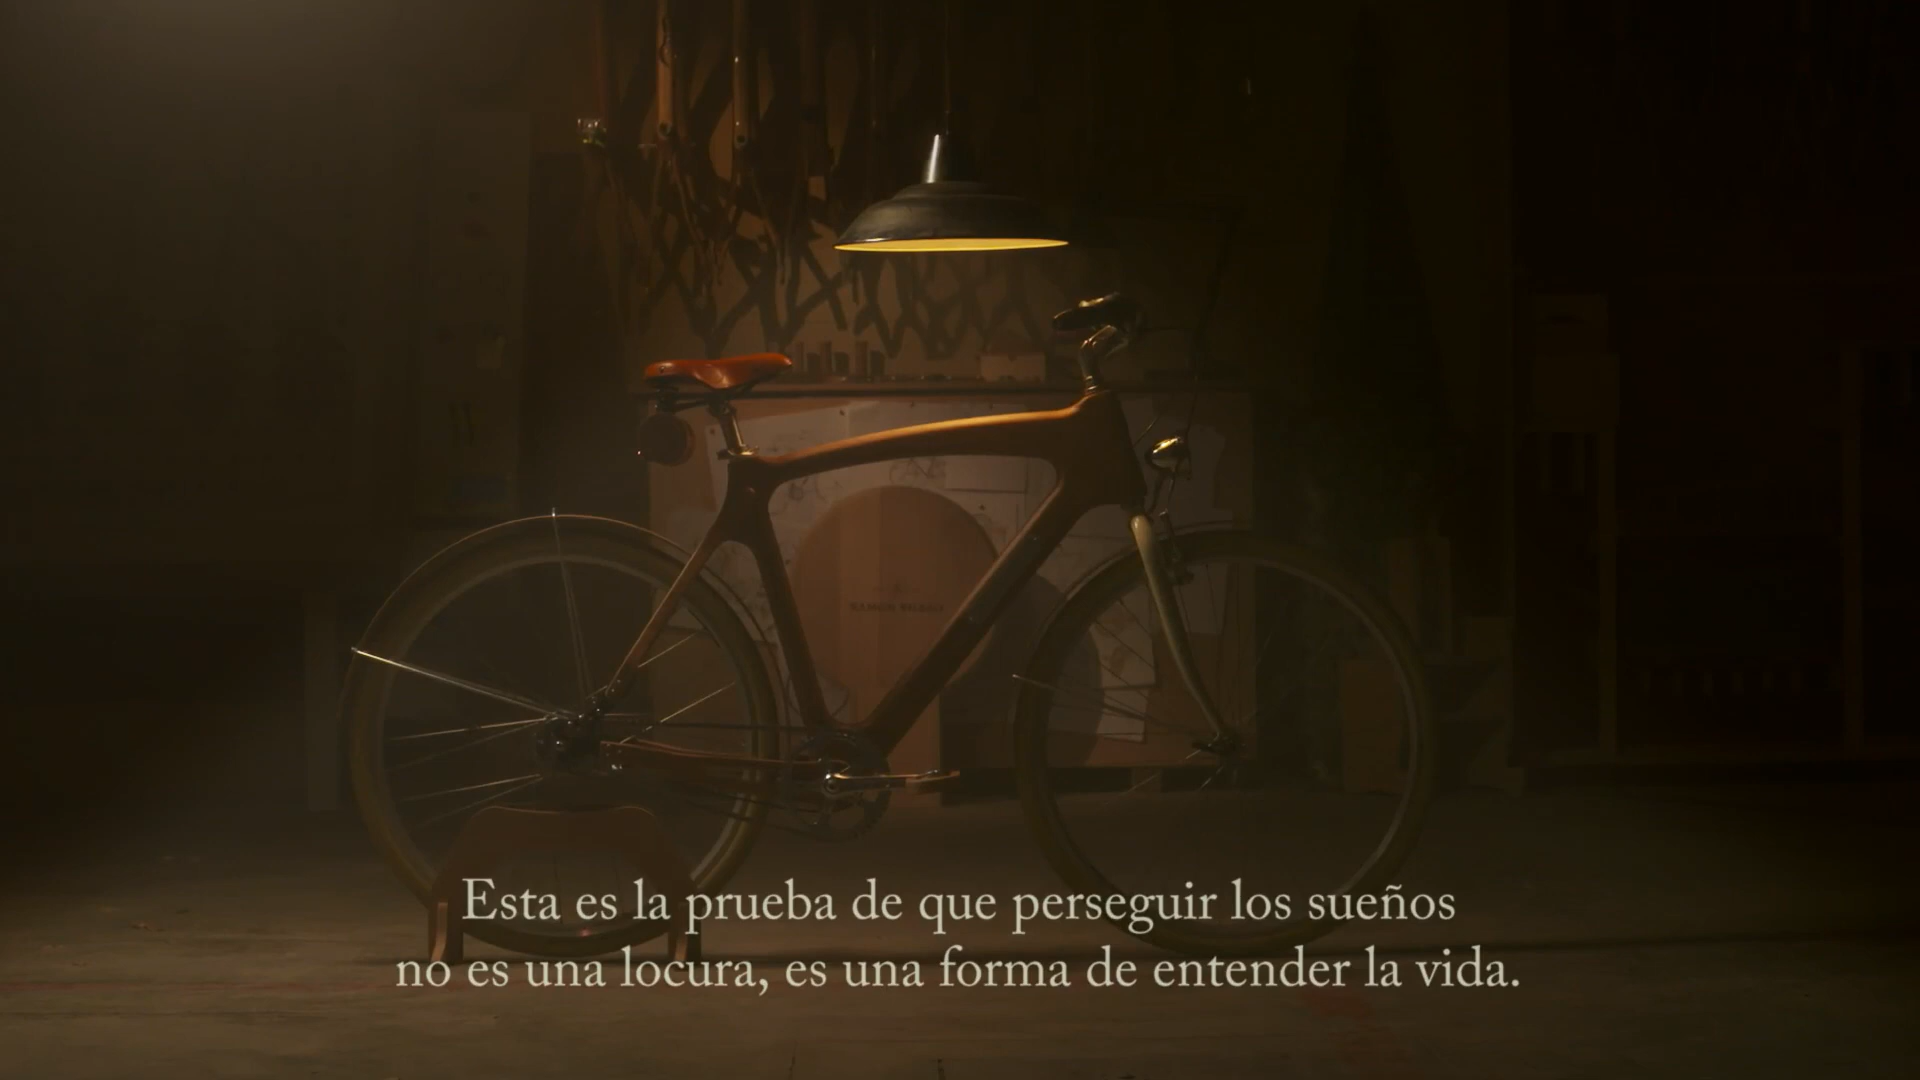 Esta es la prueba de que perseguir los sueños
no es una locura, es una forma de entender la vida.